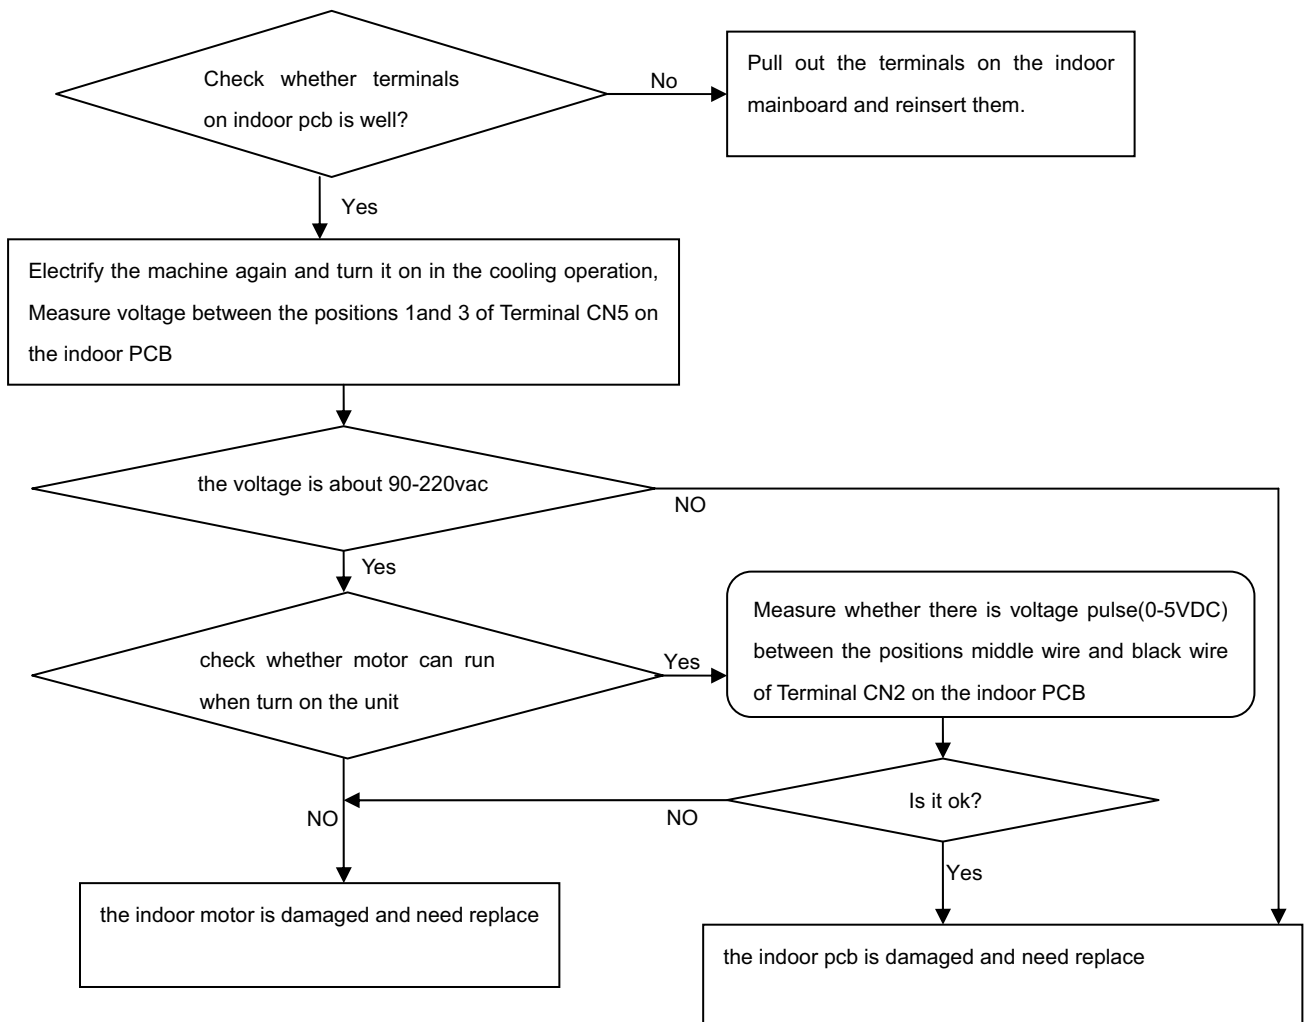 Check whether terminals
on indoor pcb is well?
No
Pull out the terminals on the indoor
mainboard and reinsert them.
Yes
Electrify the machine again and turn it on in the cooling operation,
Measure voltage between the positions 1and 3 of Terminal CN5 on
the indoor PCB
the voltage is about 90-220vac
NO
Yes
check whether motor can run
when turn on the unit
Yes
Measure whether there is voltage pulse(0-5VDC)
between the positions middle wire and black wire
of Terminal CN2 on the indoor PCB
Is it ok?
NO
NO
Yes
the indoor motor is damaged and need replace
the indoor pcb is damaged and need replace